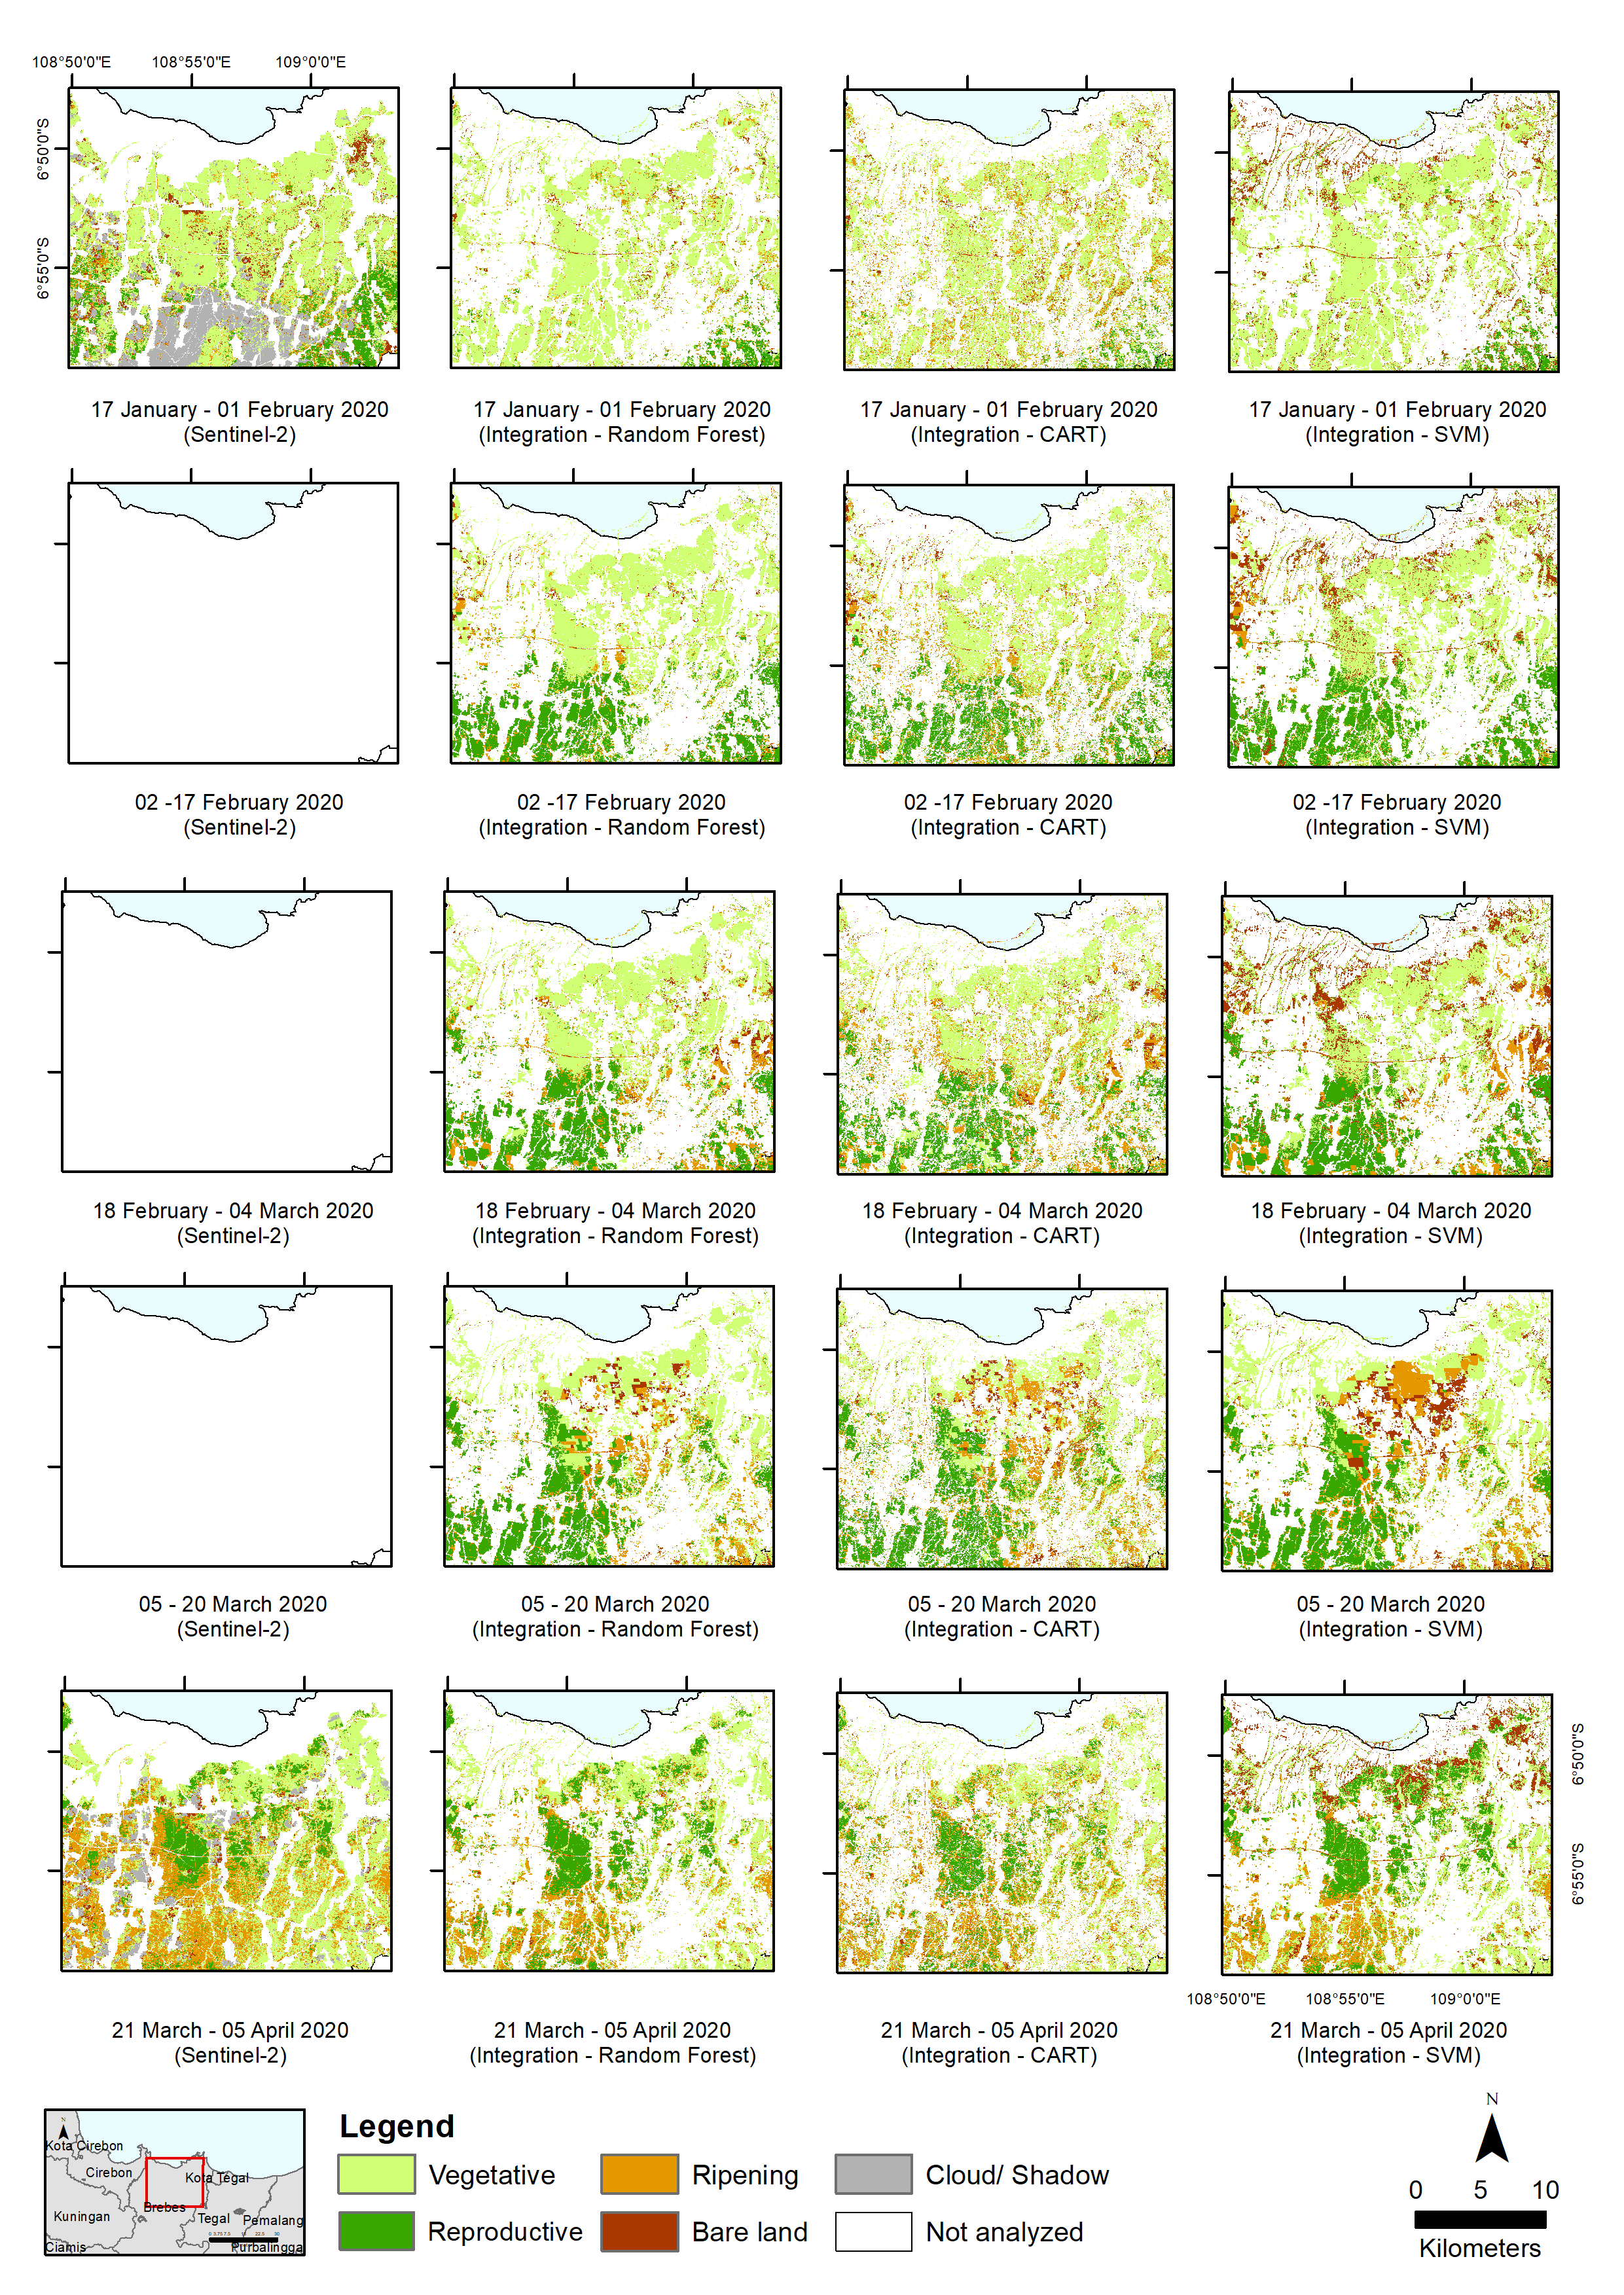 108°50'0"E 108°55'0"E 109°0'0"E
6°50'0"S
6°55'0"S
17 January - 01 February 2020
(Sentinel-2)
17 January - 01 February 2020
(Integration - Random Forest)
17 January - 01 February 2020
(Integration - CART)
17 January - 01 February 2020
(Integration - SVM)
02 -17 February 2020
(Sentinel-2)
02 -17 February 2020
(Integration - Random Forest)
02 -17 February 2020
(Integration - CART)
02 -17 February 2020
(Integration - SVM)
18 February - 04 March 2020
(Sentinel-2)
18 February - 04 March 2020
(Integration - Random Forest)
18 February - 04 March 2020
(Integration - CART)
18 February - 04 March 2020
(Integration - SVM)
05 - 20 March 2020
(Sentinel-2)
05 - 20 March 2020
(Integration - Random Forest)
05 - 20 March 2020
(Integration - CART)
05 - 20 March 2020
(Integration - SVM)
6°50'0"S
6°55'0"S
108°50'0"E 108°55'0"E 109°0'0"E
21 March - 05 April 2020
(Sentinel-2)
21 March - 05 April 2020
(Integration - Random Forest)
21 March - 05 April 2020
(Integration - CART)
21 March - 05 April 2020
(Integration - SVM)
N
Kota Cirebon
Cirebon
Kota Tegal
Brebes
Kuningan
Tegal
Pemalang
Ciamis
Purbalingga
Legend
Vegetative
Ripening
Cloud/ Shadow
Reproductive
Bare land
Not analyzed
N
0 5 10
Kilometers